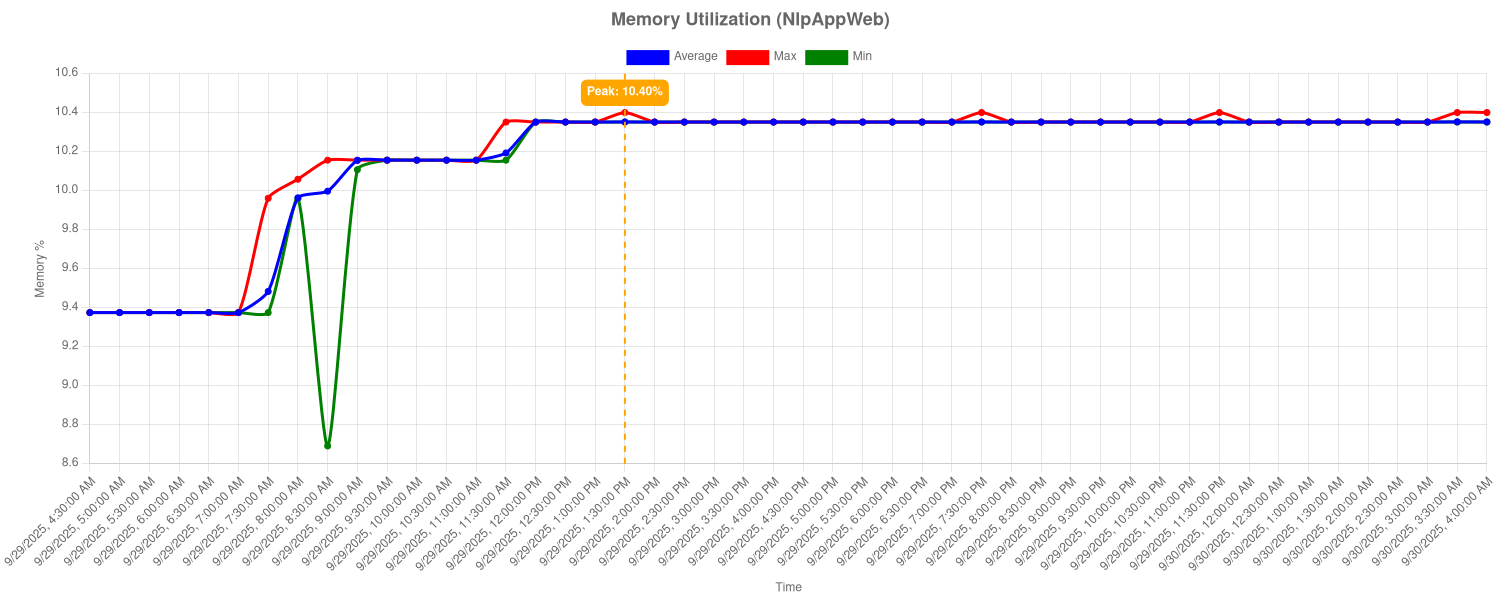 Memory Utilization (NlpAppWeb)
Average Max Min
Peak: 10.40%
Memory %
10.6
10.4
10.2
10.0
9.8
9.6
9.4
9.2
9.0
8.8
8.6
9/29/2025, 4:30:00 AM
9/29/2025, 5:00:00 AM
9/29/2025, 5:30:00 AM
9/29/2025, 6:00:00 AM
9/29/2025, 6:30:00 AM
9/29/2025, 7:00:00 AM
9/29/2025, 7:30:00 AM
9/29/2025, 8:00:00 AM
9/29/2025, 8:30:00 AM
9/29/2025, 9:00:00 AM
9/29/2025, 9:30:00 AM
9/29/2025, 10:00:00 AM
9/29/2025, 10:30:00 AM
9/29/2025, 11:00:00 AM
9/29/2025, 11:30:00 AM
9/29/2025, 12:00:00 PM
9/29/2025, 12:30:00 PM
9/29/2025, 1:00:00 PM
9/29/2025, 1:30:00 PM
9/29/2025, 2:00:00 PM
9/29/2025, 2:30:00 PM
9/29/2025, 3:00:00 PM
9/29/2025, 3:30:00 PM
9/29/2025, 4:00:00 PM
9/29/2025, 4:30:00 PM
9/29/2025, 5:00:00 PM
9/29/2025, 5:30:00 PM
9/29/2025, 6:00:00 PM
9/29/2025, 6:30:00 PM
9/29/2025, 7:00:00 PM
9/29/2025, 7:30:00 PM
9/29/2025, 8:00:00 PM
9/29/2025, 8:30:00 PM
9/29/2025, 9:00:00 PM
9/29/2025, 9:30:00 PM
9/29/2025, 10:00:00 PM
9/29/2025, 10:30:00 PM
9/29/2025, 11:00:00 PM
9/29/2025, 11:30:00 PM
9/30/2025, 12:00:00 AM
9/30/2025, 12:30:00 AM
9/30/2025, 1:00:00 AM
9/30/2025, 1:30:00 AM
9/30/2025, 2:00:00 AM
9/30/2025, 2:30:00 AM
9/30/2025, 3:00:00 AM
9/30/2025, 3:30:00 AM
9/30/2025, 4:00:00 AM
Time